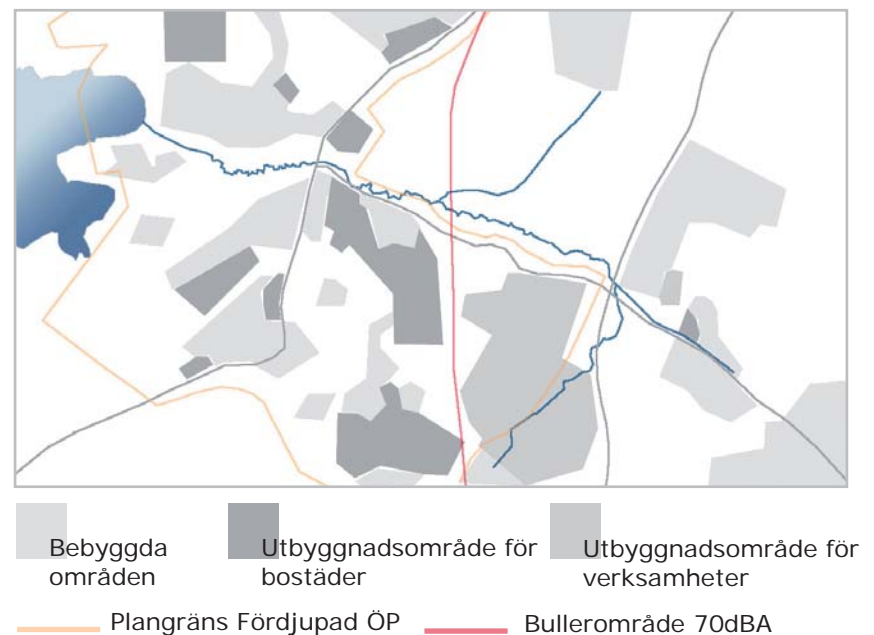 Bebyggda
områden
Utbyggnadsområde för
bostäder
Utbyggnadsområde för
verksamheter
Plangräns Fördjupad ÖP
Bullerområde 70dBA